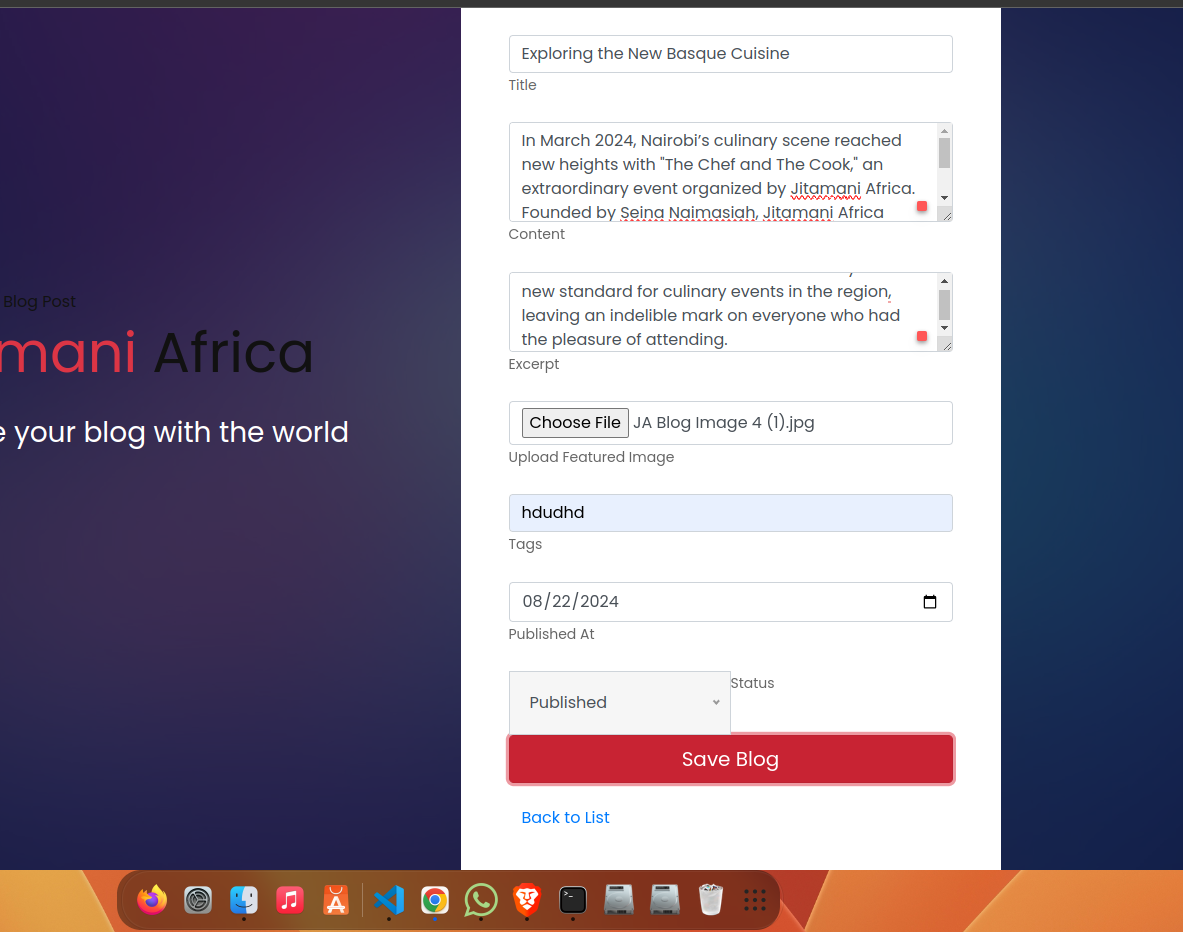 Exploring the New Basque Cuisine
Title
In March 2024, Nairobi’s culinary scene reached
new heights with "The Chef and The Cook," an
extraordinary event organized by Jitamani Africa.
Founded by Seina Naimasiah, Jitamani Africa
Content
new standard for culinary events in the region,
leaving an indelible mark on everyone who had
the pleasure of attending.
Excerpt
Blog Post
mani Africa
e your blog with the world
Choose File JA Blog Image 4 (1).jpg
Upload Featured Image
hdudhd
Tags
08/22/2024
Published At
Published
Status
Save Blog
Back to List